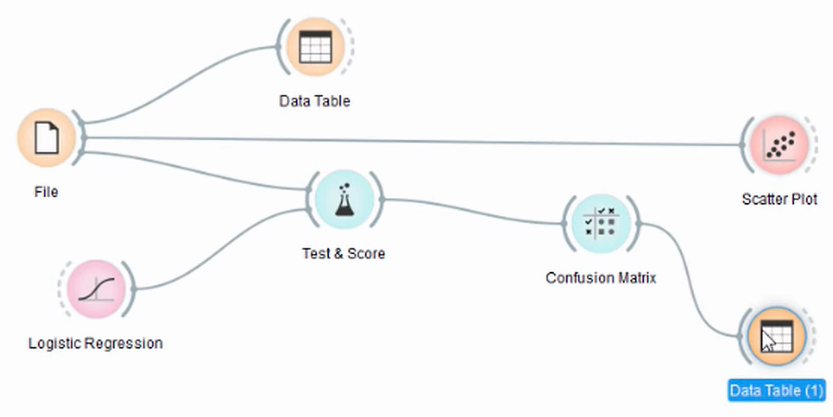 Data Table
File
Scatter Plot
Test & Score
Confusion Matrix
Logistic Regression
Data Table (1)